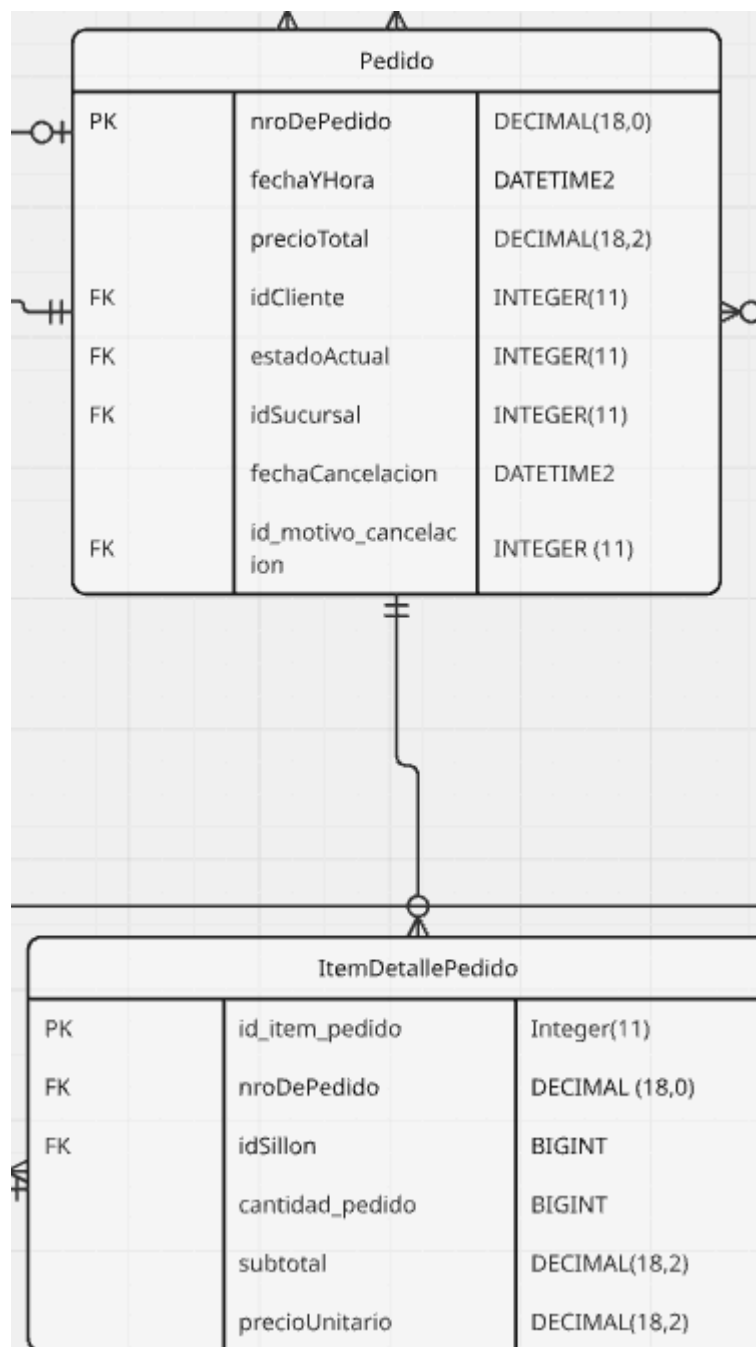 Pedido
PK nroDePedido DECIMAL(18,0)
fechaYHora DATETIME2
precioTotal DECIMAL(18,2)
FK idCliente INTEGER(11)
FK estadoActual INTEGER(11)
FK idSucursal INTEGER(11)
fechaCancelacion DATETIME2
FK id_motivo_cancelac INTEGER (11)
ion
ItemDetallePedido
PK id_item_pedido Integer(11)
FK nroDePedido DECIMAL (18,0)
FK idSillon BIGINT
cantidad_pedido BIGINT
subtotal DECIMAL(18,2)
precioUnitario DECIMAL(18,2)